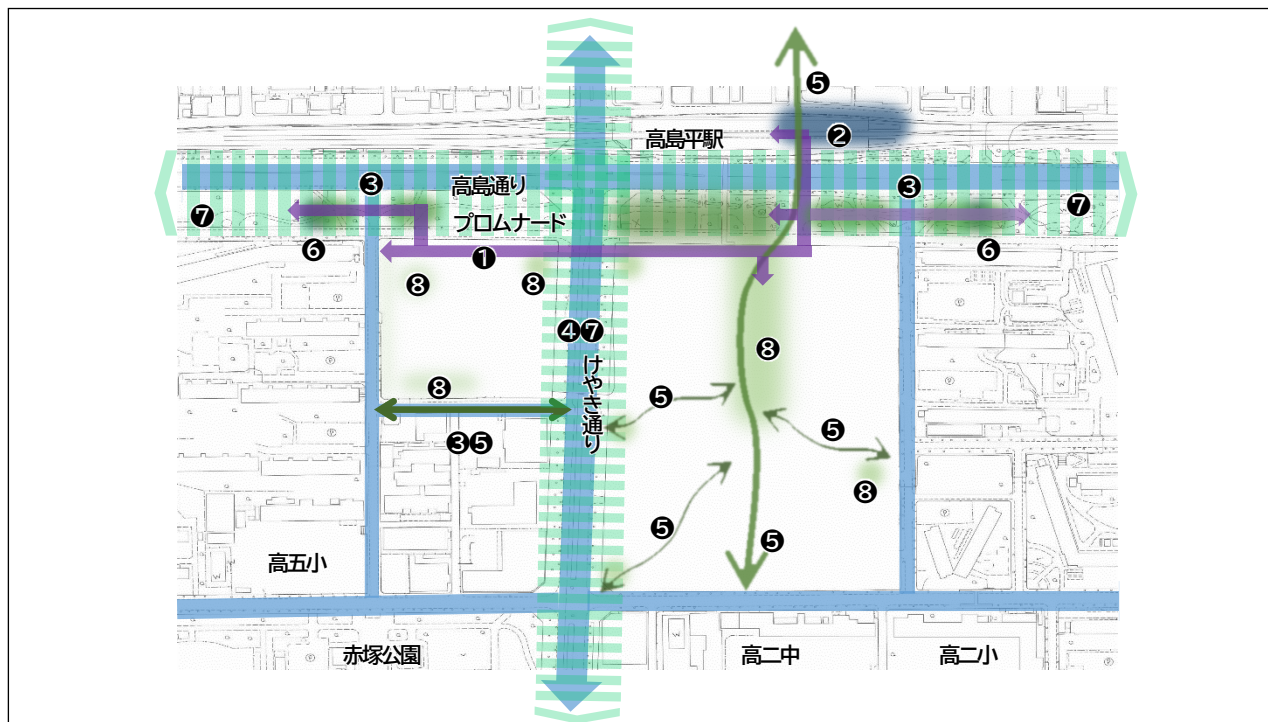 ❺
高島平駅
❷
❸
高島通り
❸
❼
プロムナード
❼
❻
❶
❻
❽
❽
❹❼
けやき通り
❽
❽
❺
❺
❸❺
❽
❺
❺
高五小
赤塚公園
高二中
高二小